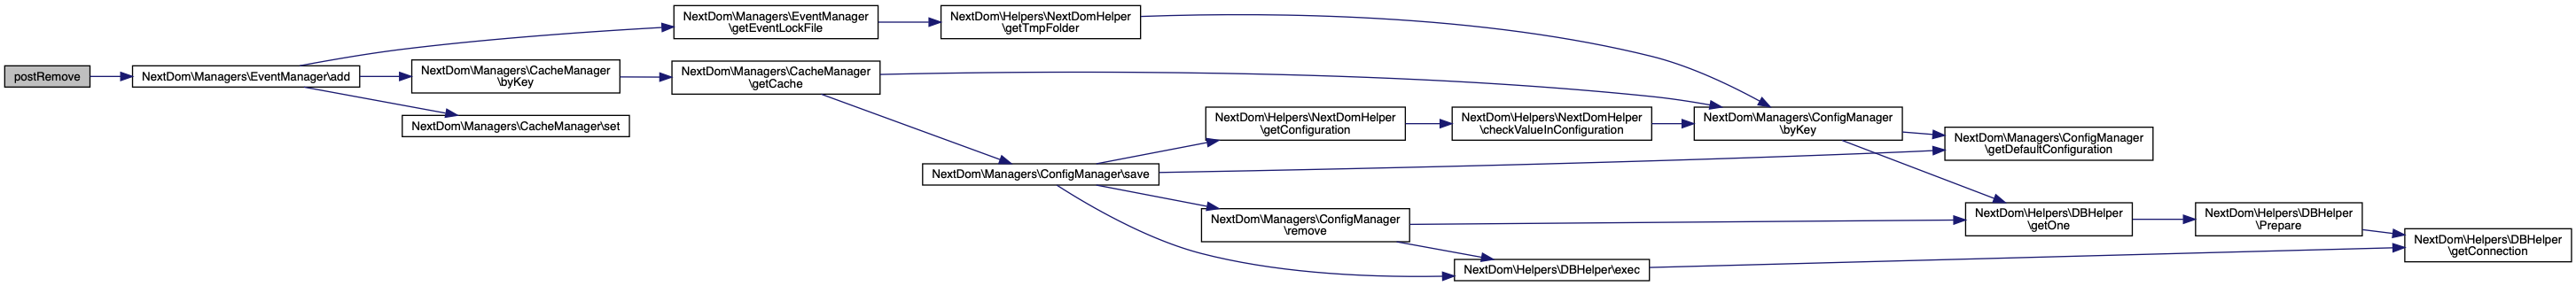 postRemove
NextDom\Managers\EventManager\add
NextDom\Managers\EventManager
\getEventLockFile
NextDom\Helpers\NextDomHelper
\getTmpFolder
NextDom\Managers\CacheManager
\byKey
NextDom\Managers\CacheManager
\getCache
NextDom\Managers\CacheManager\set
NextDom\Managers\ConfigManager\save
NextDom\Helpers\NextDomHelper
\getConfiguration
NextDom\Helpers\NextDomHelper
\checkValueInConfiguration
NextDom\Managers\ConfigManager
\byKey
NextDom\Managers\ConfigManager
\getDefaultConfiguration
NextDom\Managers\ConfigManager
\remove
NextDom\Helpers\DBHelper\exec
NextDom\Helpers\DBHelper
\getOne
NextDom\Helpers\DBHelper
\Prepare
NextDom\Helpers\DBHelper
\getConnection